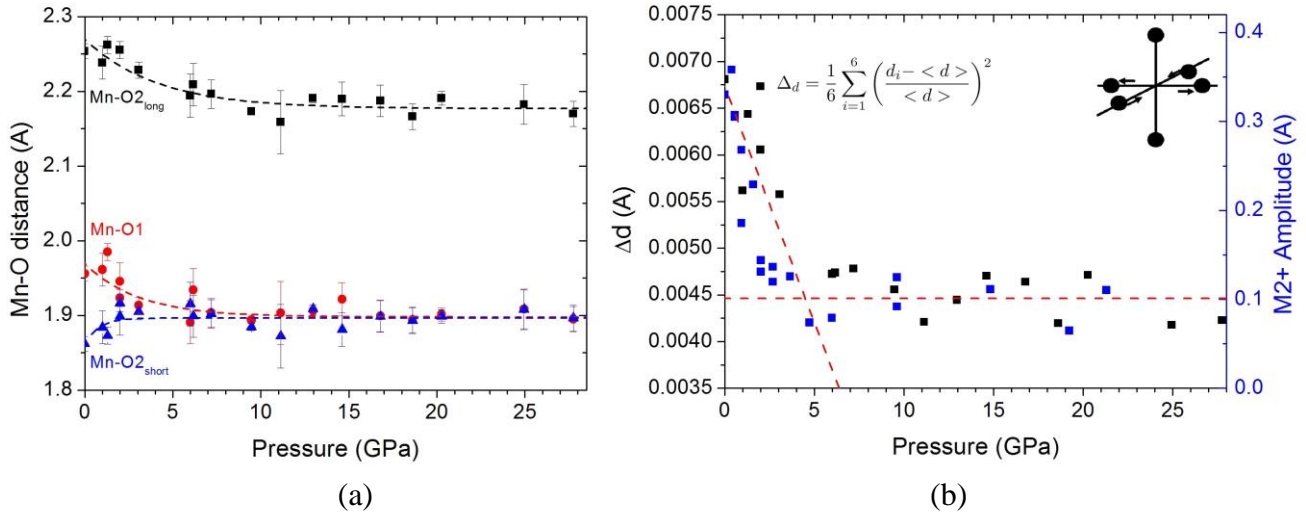 2.3
2.2
2.1
2.0
1.9
1.8
Mn-O distance (A)
Mn-O2long
Mn-O1
Mn-O2short
0 5 10 15 20 25
Pressure (GPa)
(a)
0.0075
0.0070
0.0065
0.0060
0.0055
0.0050
0.0045
0.0040
0.0035
Δd (A)
Δd = 1/6 ∑i=1 6 (di− <d> / <d>)2
0.4
0.3
0.2
0.1
0.0
M2+ Amplitude (A)
0 5 10 15 20 25
Pressure (GPa)
(b)